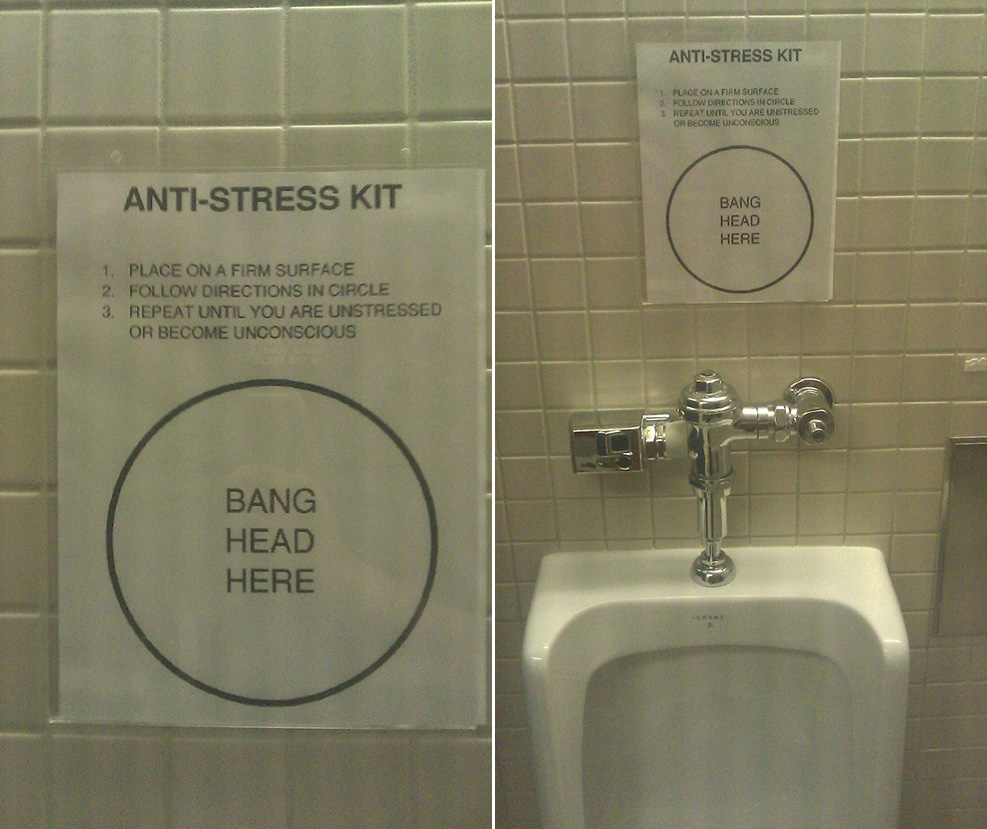 ANTI-STRESS KIT
1. PLACE ON A FIRM SURFACE
2. FOLLOW DIRECTIONS IN CIRCLE
3. REPEAT UNTIL YOU ARE UNSTRESSED
OR BECOME UNCONSCIOUS
BANG
HEAD
HERE
ANTI-STRESS KIT
1. PLACE ON A FIRM SURFACE
2. FOLLOW DIRECTIONS IN CIRCLE
3. REPEAT UNTIL YOU ARE UNSTRESSED
OR BECOME UNCONSCIOUS
BANG
HEAD
HERE